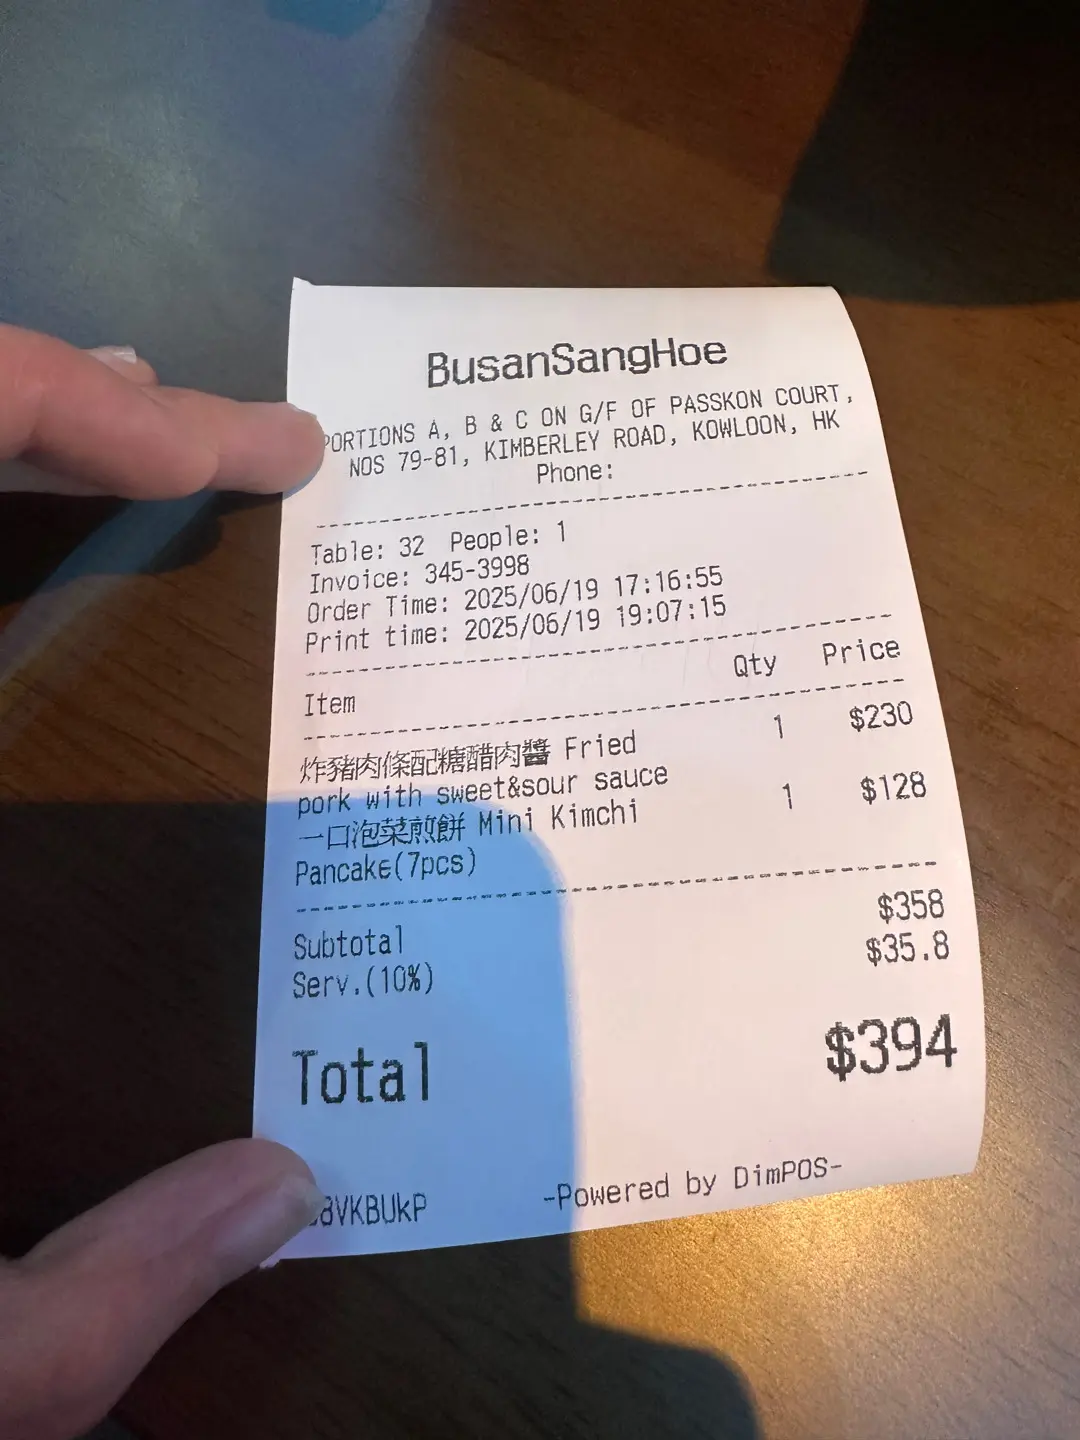 BusanSangHoe
PORTIONS A, B & C ON G/F OF PASSKON COURT,
NOS 79-81, KIMBERLEY ROAD, KOWLOON, HK
Phone:
Table: 32 People: 1
Invoice: 345-3998
Order Time: 2025/06/19 17:16:55
Print time: 2025/06/19 19:07:15
Item Qty Price
炸豬肉條配糖醋肉醬 Fried 1 $230
pork with sweet&sour sauce
一口泡菜煎餅 Mini Kimchi 1 $128
Pancake(7pcs)
Subtotal $358
Serv.(10%) $35.8
Total $394
-Powered by DimPOS-